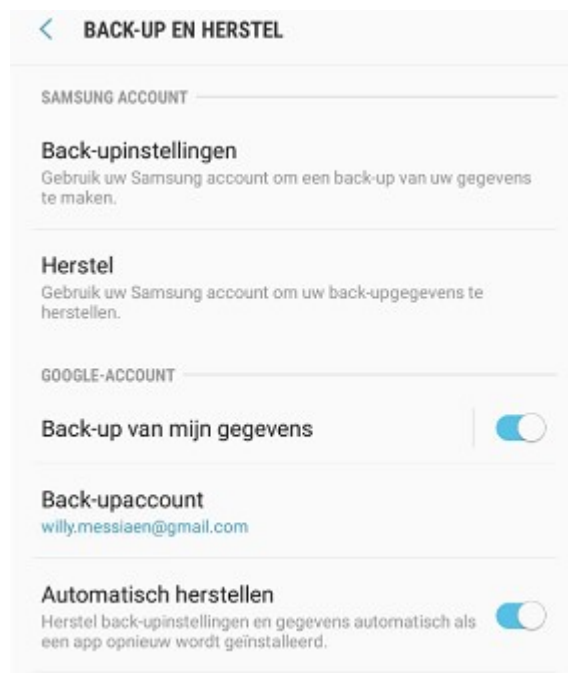 BACK-UP EN HERSTEL
SAMSUNG ACCOUNT
Back-upinstellingen
Gebruik uw Samsung account om een back-up van uw gegevens
te maken.
Herstel
Gebruik uw Samsung account om uw back-upgegevens te
herstellen.
GOOGLE-ACCOUNT
Back-up van mijn gegevens
Back-upaccount
willy.messiaen@gmail.com
Automatisch herstellen
Herstel back-upinstellingen en gegevens automatisch als
een app opnieuw wordt geïnstalleerd.